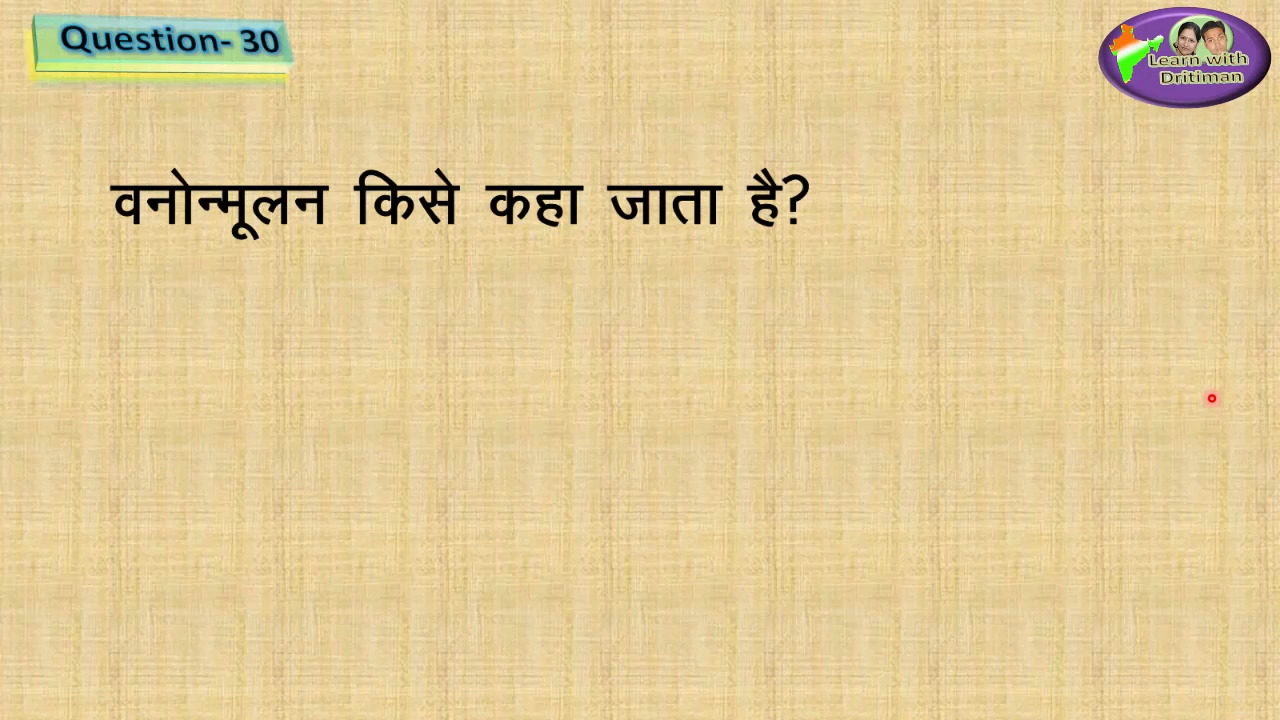 Question- 30
Learn with
Dritiman
वनोन्मूलन किसे कहा जाता है?